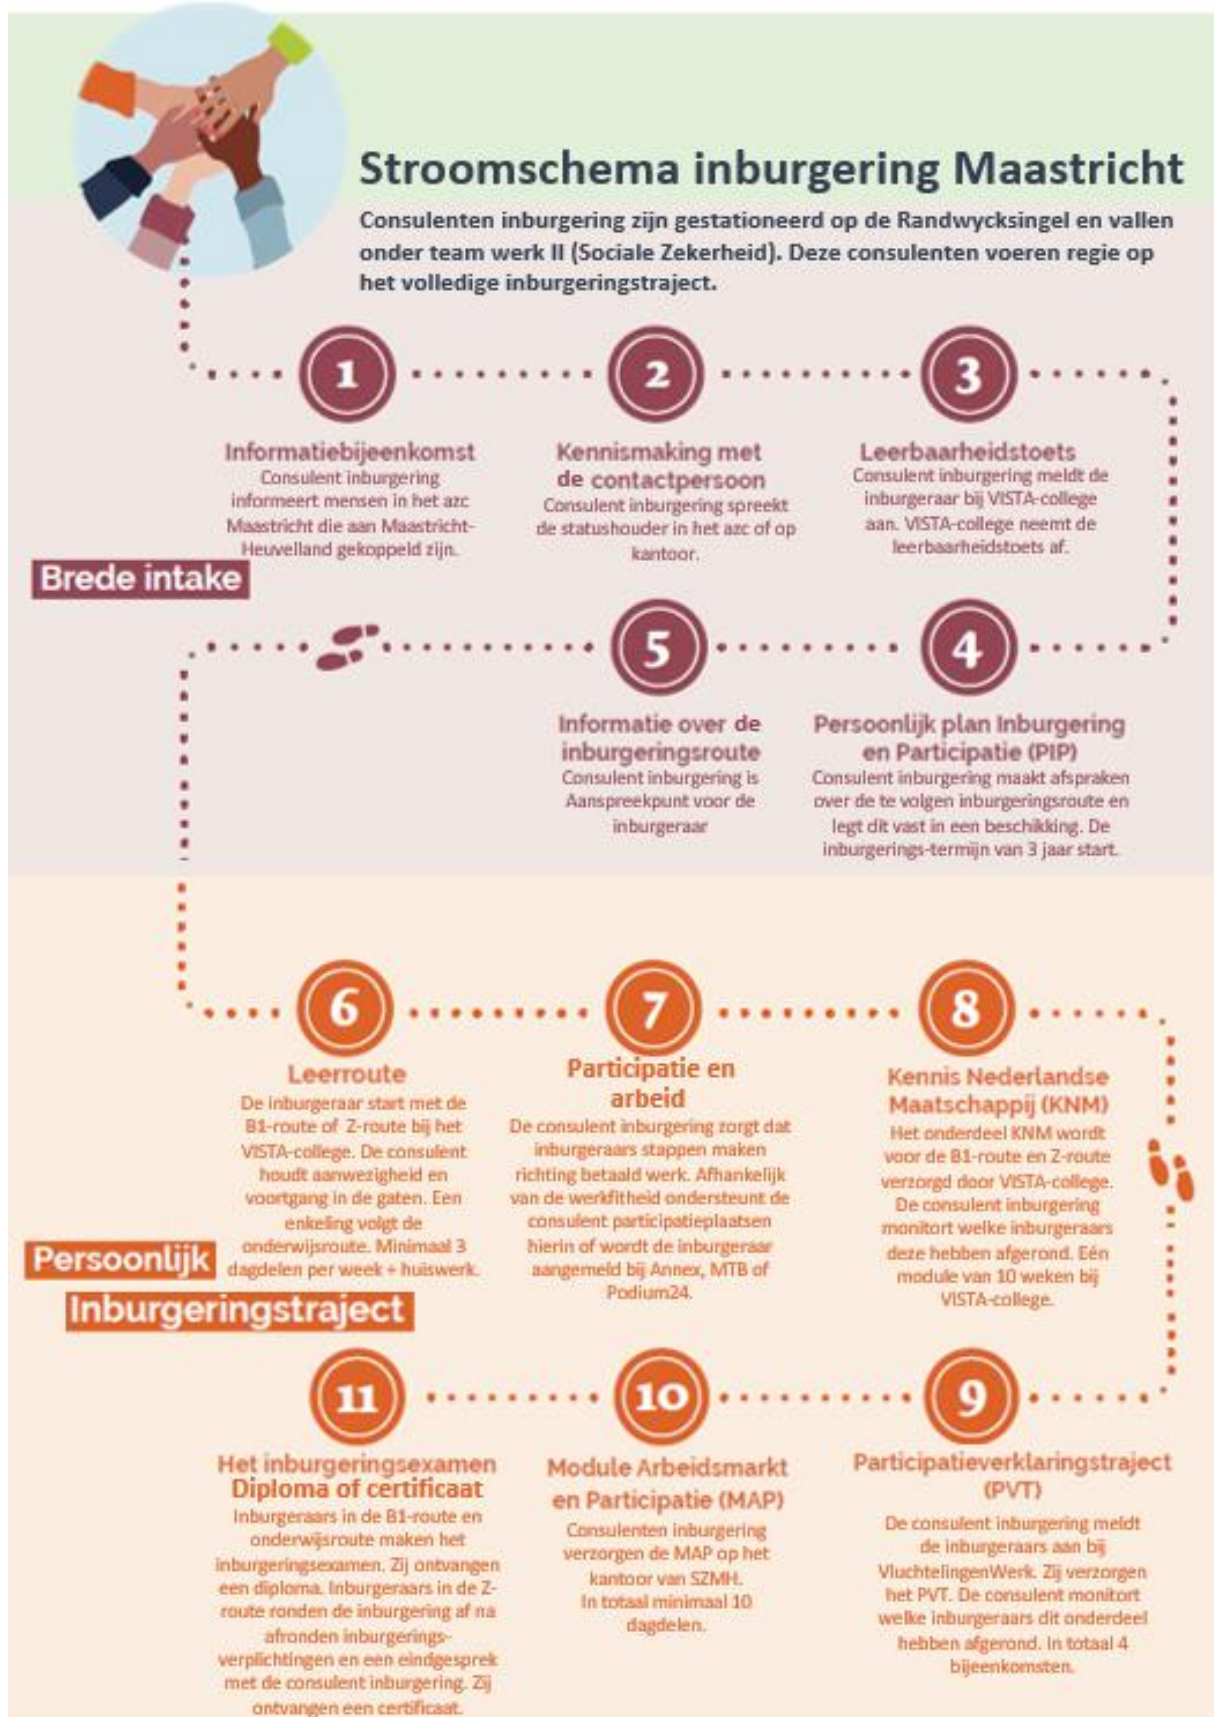 Stroomschema inburgering Maastricht
Consulenten inburgering zijn gestationeerd op de Randwycksingel en vallen
onder team werk II (Sociale Zekerheid). Deze consulenten voeren regie op
het volledige inburgeringstraject.
1
Informatiebijeenkomst
Consulent inburgering
informeert mensen in het azc
Maastricht die aan Maastricht-
Heuvelland gekoppeld zijn.
2
Kennismaking met
de contactpersoon
Consulent inburgering spreekt
de statushouder in het azc of op
kantoor.
3
Leerbaarheidstoets
Consulent inburgering meldt de
inburgeraar bij VISTA-college
aan. VISTA-college neemt de
leerbaarheidstoets af.
Brede intake
5
Informatie over de
inburgeringsroute
Consulent inburgering is
Aanspreekpunt voor de
inburgeraar
4
Persoonlijk plan Inburgering
en Participatie (PIP)
Consulent inburgering maakt afspraken
over de te volgen inburgeringsroute en
legt dit vast in een beschikking. De
inburgerings-termijn van 3 jaar start.
6
Leerroute
De inburgeraar start met de
B1-route of Z-route bij het
VISTA-college. De consulent
houdt aanwezigheid en
voortgang in de gaten. Een
enkeling volgt de
onderwijsroute. Minimaal 3
dagdelen per week + huiswerk.
7
Participatie en
arbeid
De consulent inburgering zorgt dat
inburgeraars stappen maken
richting betaald werk. Afhankelijk
van de werkfitheid ondersteunt de
consulent participatieplaatsen
hierin of wordt de inburgeraar
aangemeld bij Annex, MTB of
Podium24.
8
Kennis Nederlandse
Maatschappij (KNM)
Het onderdeel KNM wordt
voor de B1-route en Z-route
verzorgd door VISTA-college.
De consulent inburgering
monitort welke inburgeraars
deze hebben afgerond. Eén
module van 10 weken bij
VISTA-college.
Persoonlijk
Inburgeringstraject
11
Het inburgeringsexamen
Diploma of certificaat
Inburgeraars in de B1-route en
onderwijsroute maken het
inburgeringsexamen. Zij ontvangen
een diploma. Inburgeraars in de Z-
route ronden de inburgering af na
afronden inburgerings-
verplichtingen en een eindgesprek
met de consulent inburgering. Zij
ontvangen een certificaat.
10
Module Arbeidsmarkt
en Participatie (MAP)
Consulenten inburgering
verzorgen de MAP op het
kantoor van SZMH.
In totaal minimaal 10
dagdelen.
9
Participatieverklaringstraject
(PVT)
De consulent inburgering meldt
de inburgeraars aan bij
VluchtelingenWerk. Zij verzorgen
het PVT. De consulent monitort
welke inburgeraars dit onderdeel
hebben afgerond. In totaal 4
bijeenkomsten.